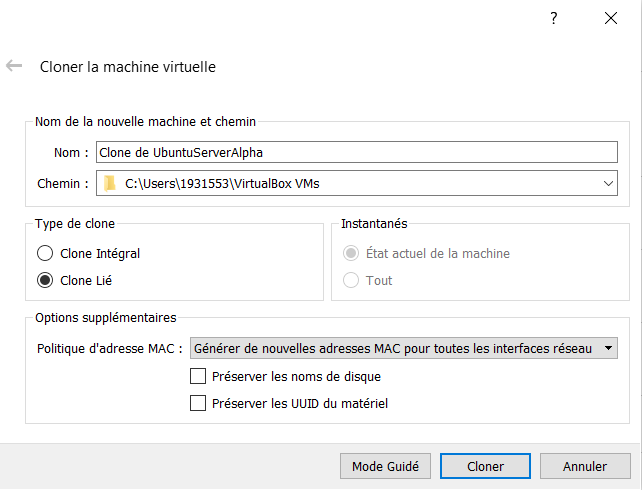 ?
Cloner la machine virtuelle
Nom de la nouvelle machine et chemin
Nom : Clone de UbuntuServerAlpha
Chemin : C:\Users\1931553\VirtualBox VMs
Type de clone
Clone Intégral
Clone Lié
Instantanés
État actuel de la machine
Tout
Options supplémentaires
Politique d'adresse MAC : Générer de nouvelles adresses MAC pour toutes les interfaces réseau
Préserver les noms de disque
Préserver les UUID du matériel
Mode Guidé Cloner Annuler